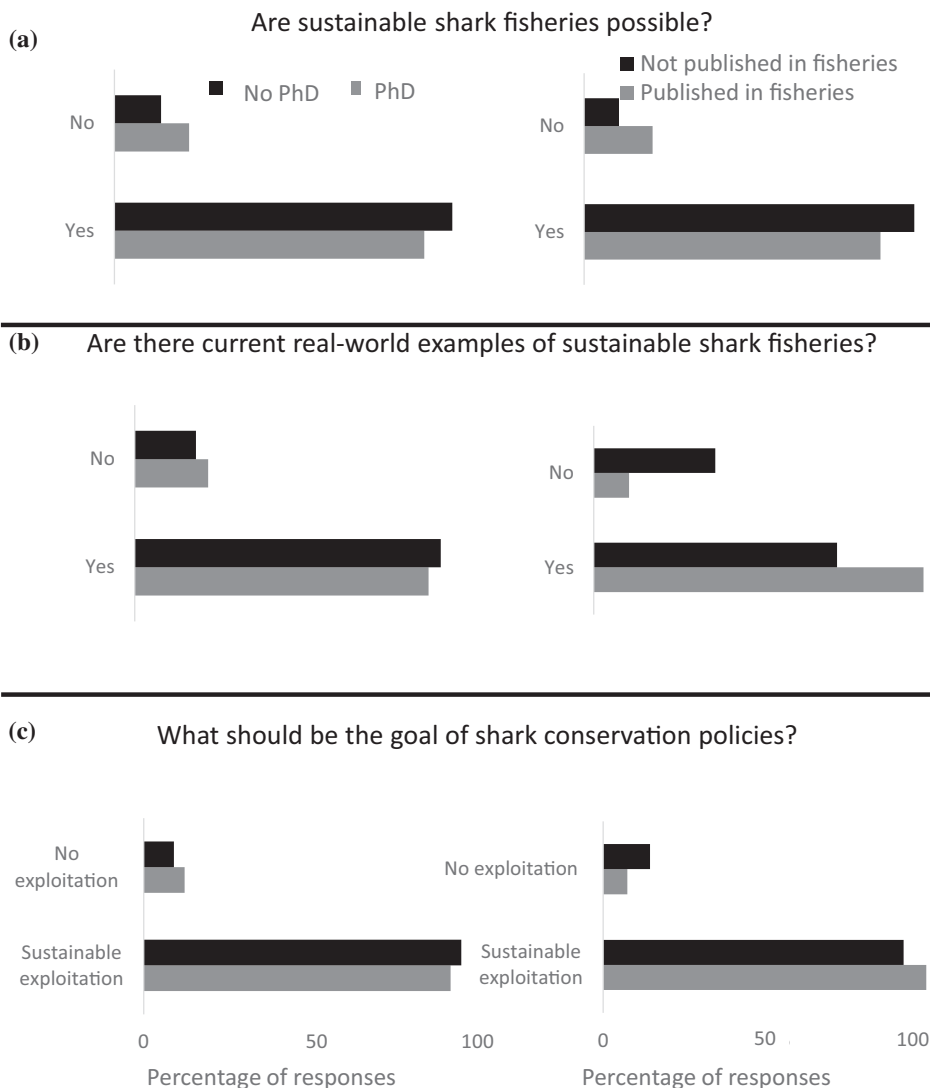 (a)
Are sustainable shark fisheries possible?
No PhD
PhD
No
Yes
Not published in fisheries
Published in fisheries
No
Yes
(b)
Are there current real-world examples of sustainable shark fisheries?
No
Yes
No
Yes
(c)
What should be the goal of shark conservation policies?
No
exploitation
Sustainable
exploitation
0 50 100
Percentage of responses
No exploitation
Sustainable
exploitation
0 50 100
Percentage of responses